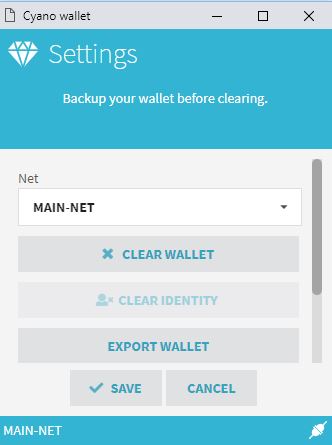 Cyano wallet
Settings
Backup your wallet before clearing.
Net
MAIN-NET
CLEAR WALLET
CLEAR IDENTITY
EXPORT WALLET
SAVE CANCEL
MAIN-NET